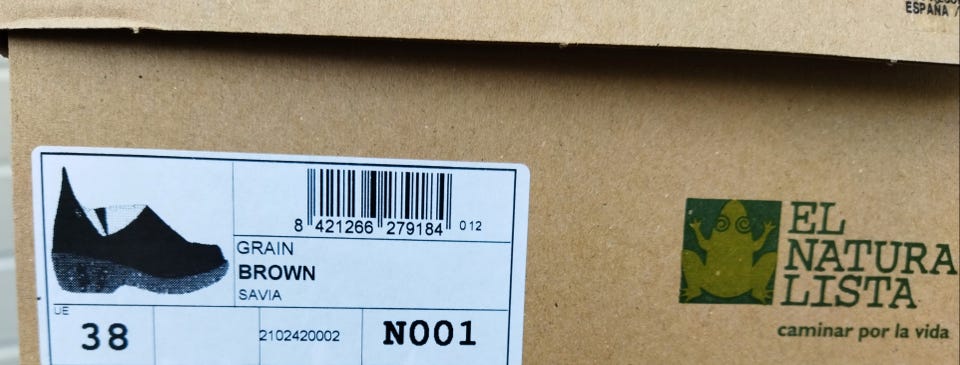 ESPAÑA /
8 421266 279184 012
GRAIN
BROWN
SAVIA
UE
38
2102420002
N001
EL
NATURA
LISTA
caminar por la vida